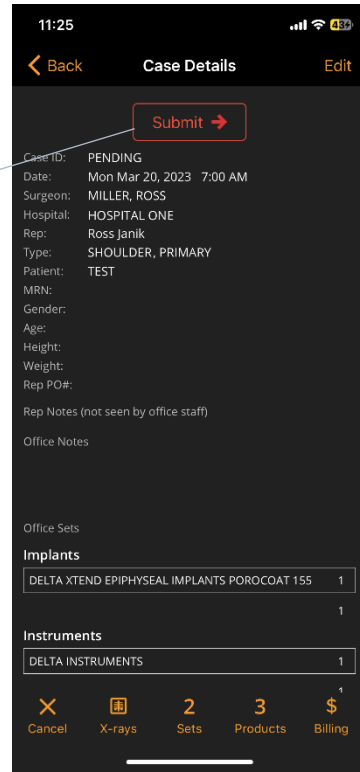 11:25
43
Back Case Details Edit
Submit
Case ID: PENDING
Date: Mon Mar 20, 2023 7:00 AM
Surgeon: MILLER, ROSS
Hospital: HOSPITAL ONE
Rep: Ross Janik
Type: SHOULDER, PRIMARY
Patient: TEST
MRN:
Gender:
Age:
Height:
Weight:
Rep PO#:
Rep Notes (not seen by office staff)
Office Notes
Office Sets
Implants
DELTA XTEND EPIPHYSEAL IMPLANTS POROCOAT 155 1
1
Instruments
DELTA INSTRUMENTS 1
1
2 3 $
Cancel X-rays Sets Products Billing